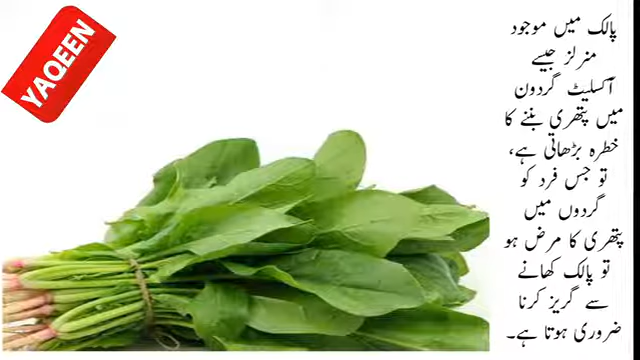 YAQEEN
پالک میں موجود
منرلز جیسے
آکسلیٹ گردون
میں پتھری بننے کا
خطرہ بڑھاتی ہے،
تو جس فرد کو
گردوں میں
پتھری کا مرض ہو
تو پالک کھانے
سے گریز کرنا
ضروری ہوتا ہے۔